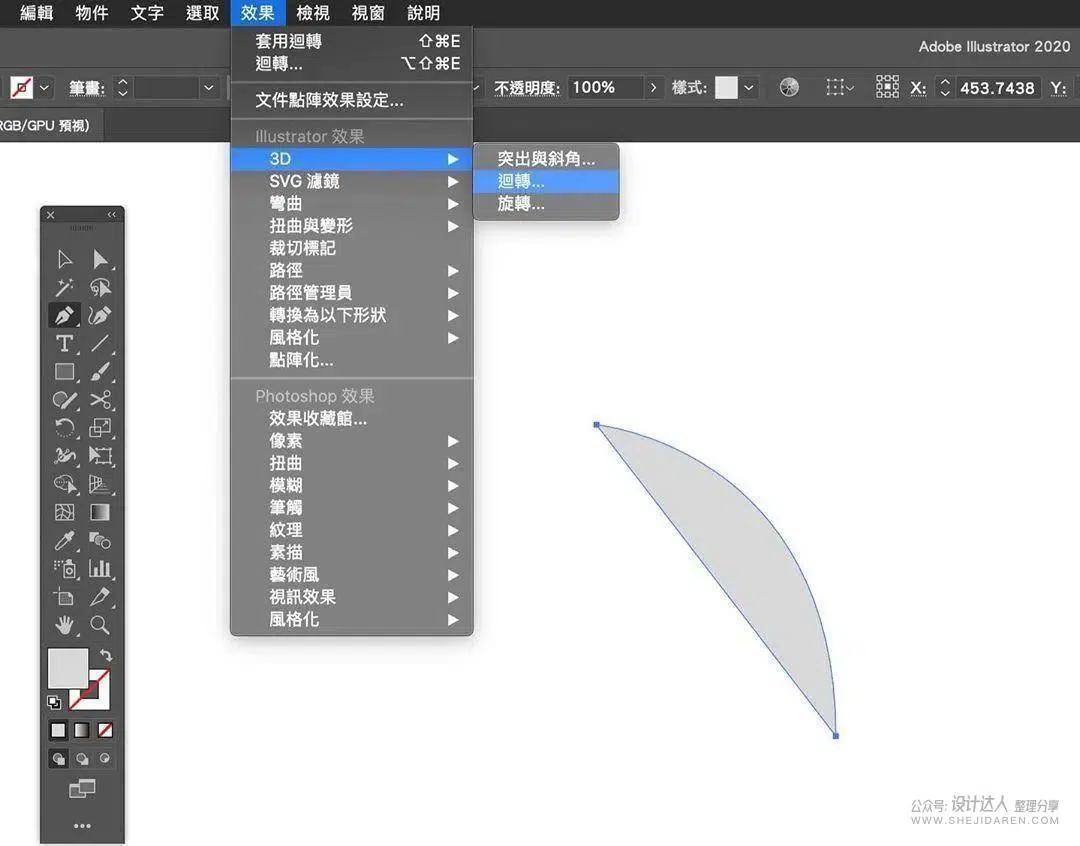 編輯 物件 文字 選取 效果 檢視 視窗 說明
Adobe Illustrator 2020
筆畫: 不透明度: 100% 樣式: X: 453.7438 Y:
RGB/GPU 預視)
套用迴轉 ⇧⌘E
迴轉... ⌥⇧⌘E
文件點陣效果設定...
Illustrator 效果
3D
SVG 濾鏡
彎曲
扭曲與變形
裁切標記
路徑
路徑管理員
轉換為以下形狀
風格化
點陣化...
Photoshop 效果
效果收藏館...
像素
扭曲
模糊
筆觸
紋理
素描
藝術風
視訊效果
風格化
突出與斜角...
迴轉...
旋轉...
公众号: 设计达人 整理分享
WWW.SHEJIDAREN.COM